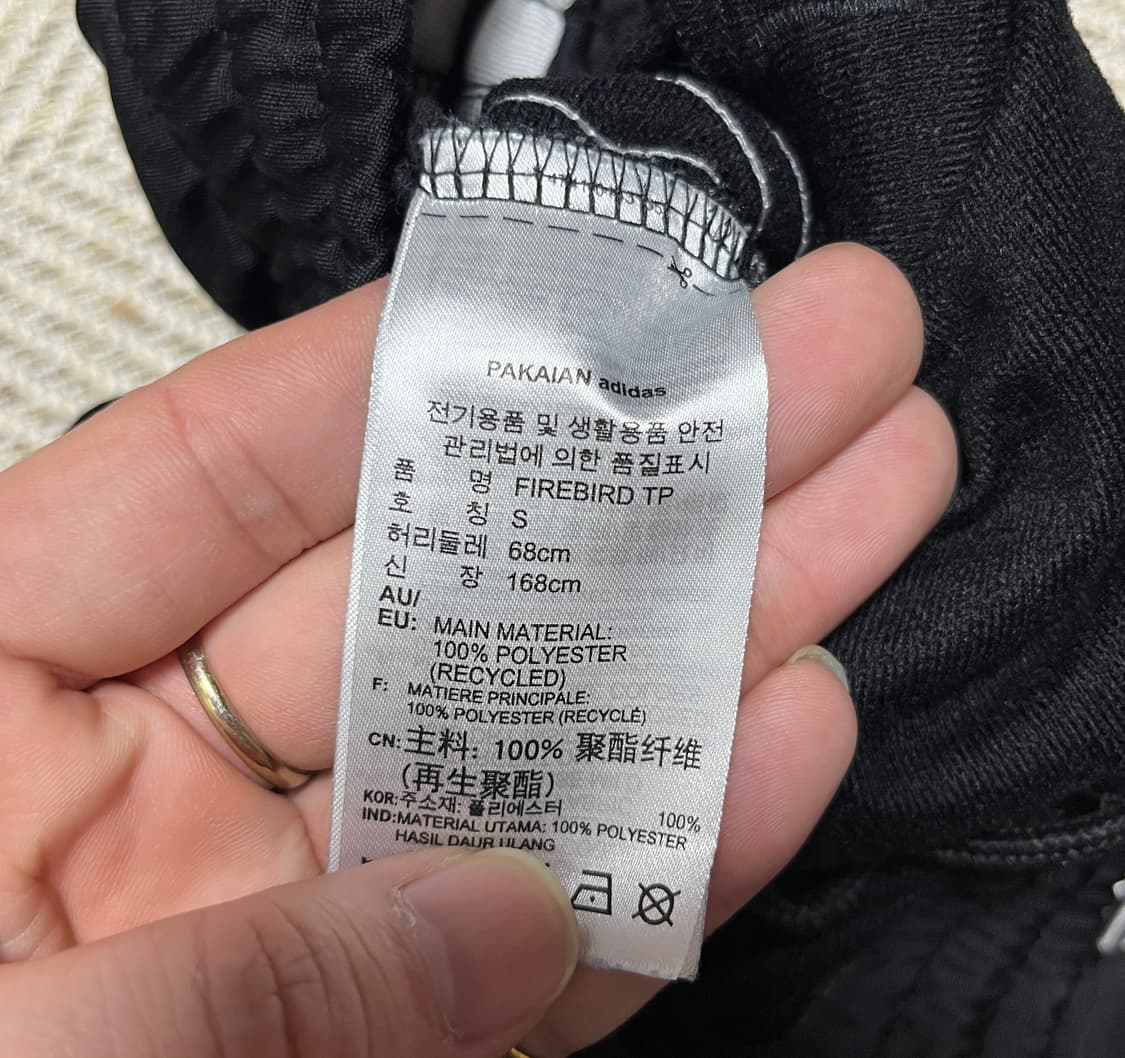 PAKAIAN adidas
전기용품 및 생활용품 안전
관리법에 의한 품질표시
품 명 FIREBIRD TP
호 칭 S
허리둘레 68cm
신 장 168cm
AU/
EU: MAIN MATERIAL:
100% POLYESTER
(RECYCLED)
F: MATIERE PRINCIPALE:
100% POLYESTER (RECYCLÉ)
CN: 主料: 100% 聚酯纤维
(再生聚酯)
KOR: 주소재: 폴리에스터 100%
IND: MATERIAL UTAMA: 100% POLYESTER
HASIL DAUR ULANG